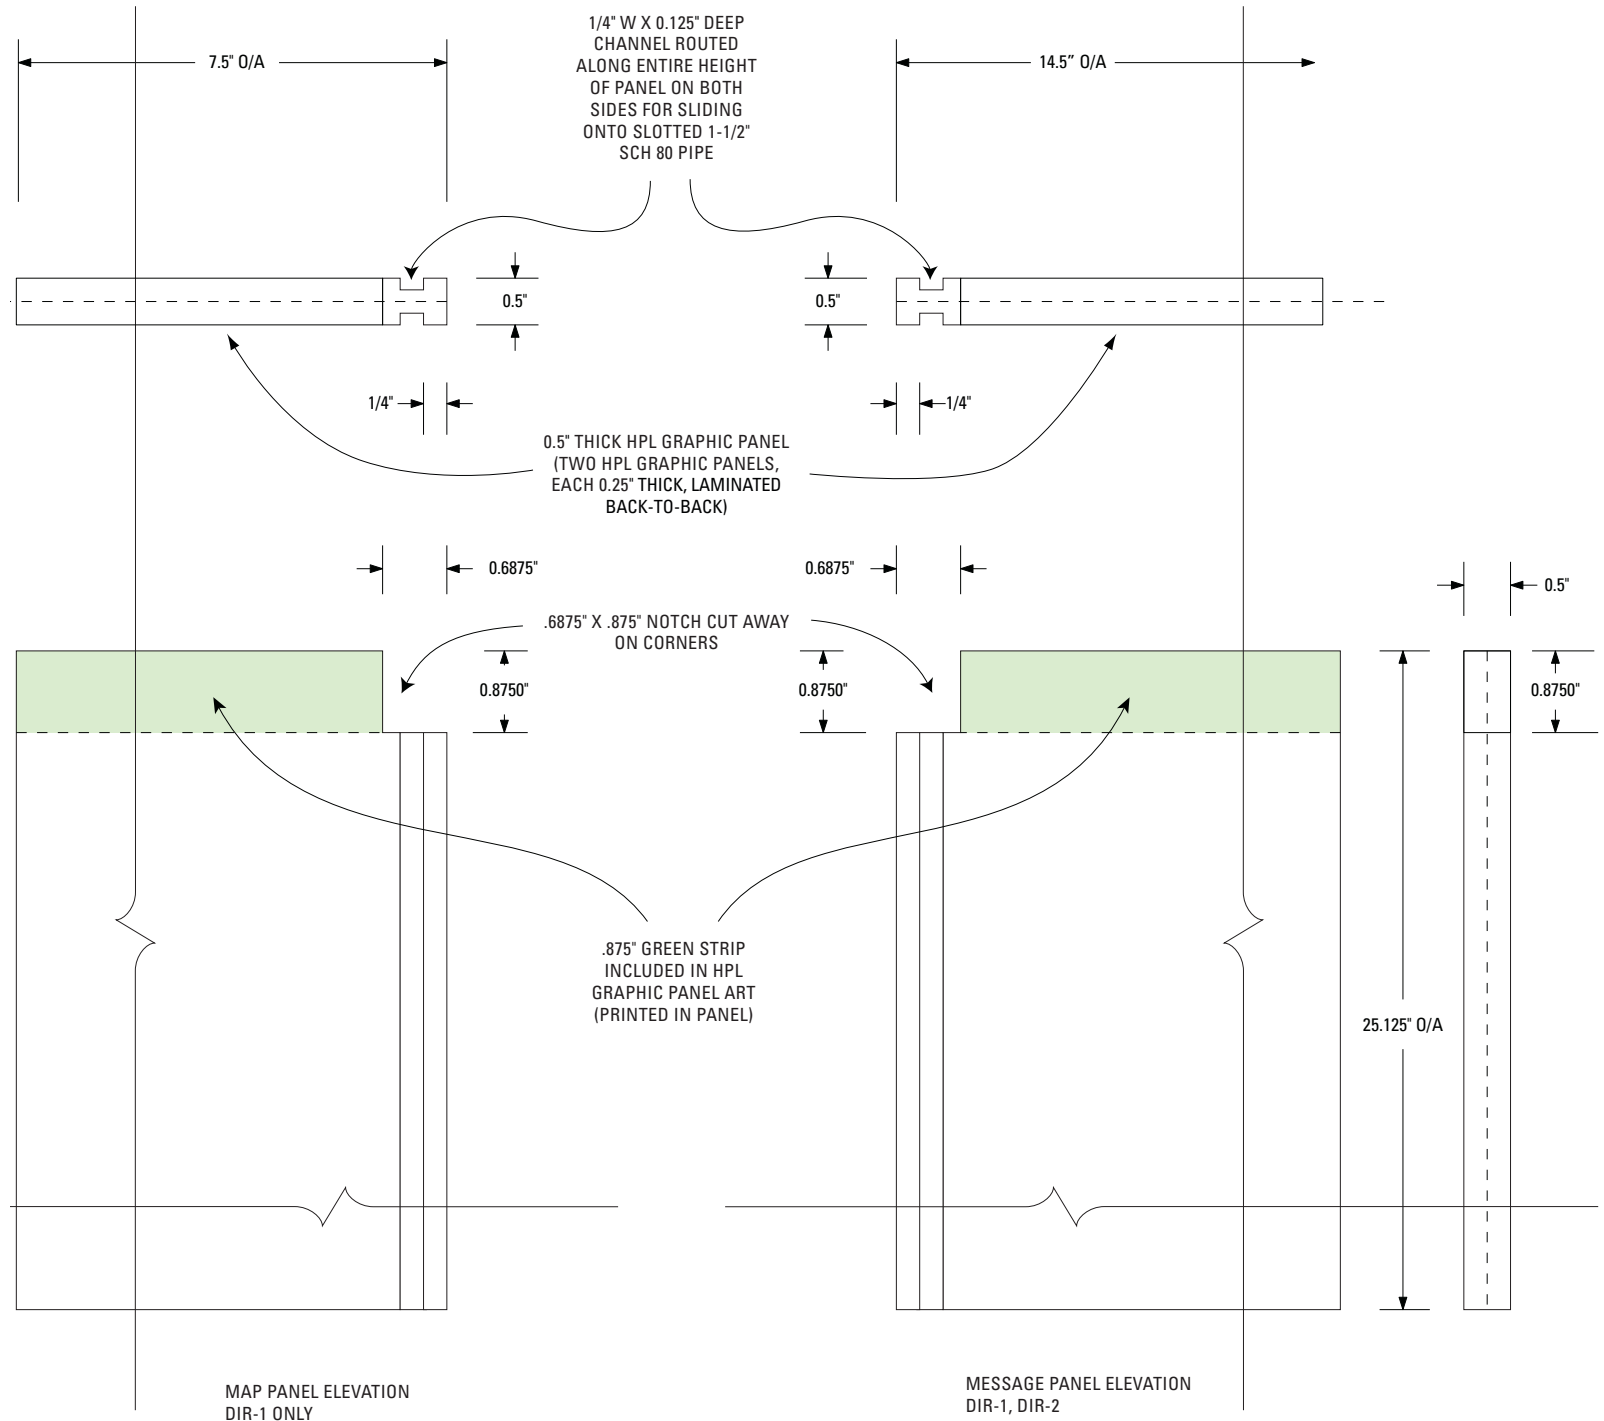 1/4" W X 0.125" DEEP
CHANNEL ROUTED
ALONG ENTIRE HEIGHT
OF PANEL ON BOTH
SIDES FOR SLIDING
ONTO SLOTTED 1-1/2"
SCH 80 PIPE
7.5" O/A
14.5” O/A
0.5"
0.5"
1/4"
1/4"
0.5" THICK HPL GRAPHIC PANEL
(TWO HPL GRAPHIC PANELS,
EACH 0.25" THICK, LAMINATED
BACK-TO-BACK)
0.6875"
0.6875"
0.5"
.6875" X .875" NOTCH CUT AWAY
ON CORNERS
0.8750"
0.8750"
0.8750"
.875" GREEN STRIP
INCLUDED IN HPL
GRAPHIC PANEL ART
(PRINTED IN PANEL)
25.125" O/A
MAP PANEL ELEVATION
DIR-1 ONLY
MESSAGE PANEL ELEVATION
DIR-1, DIR-2